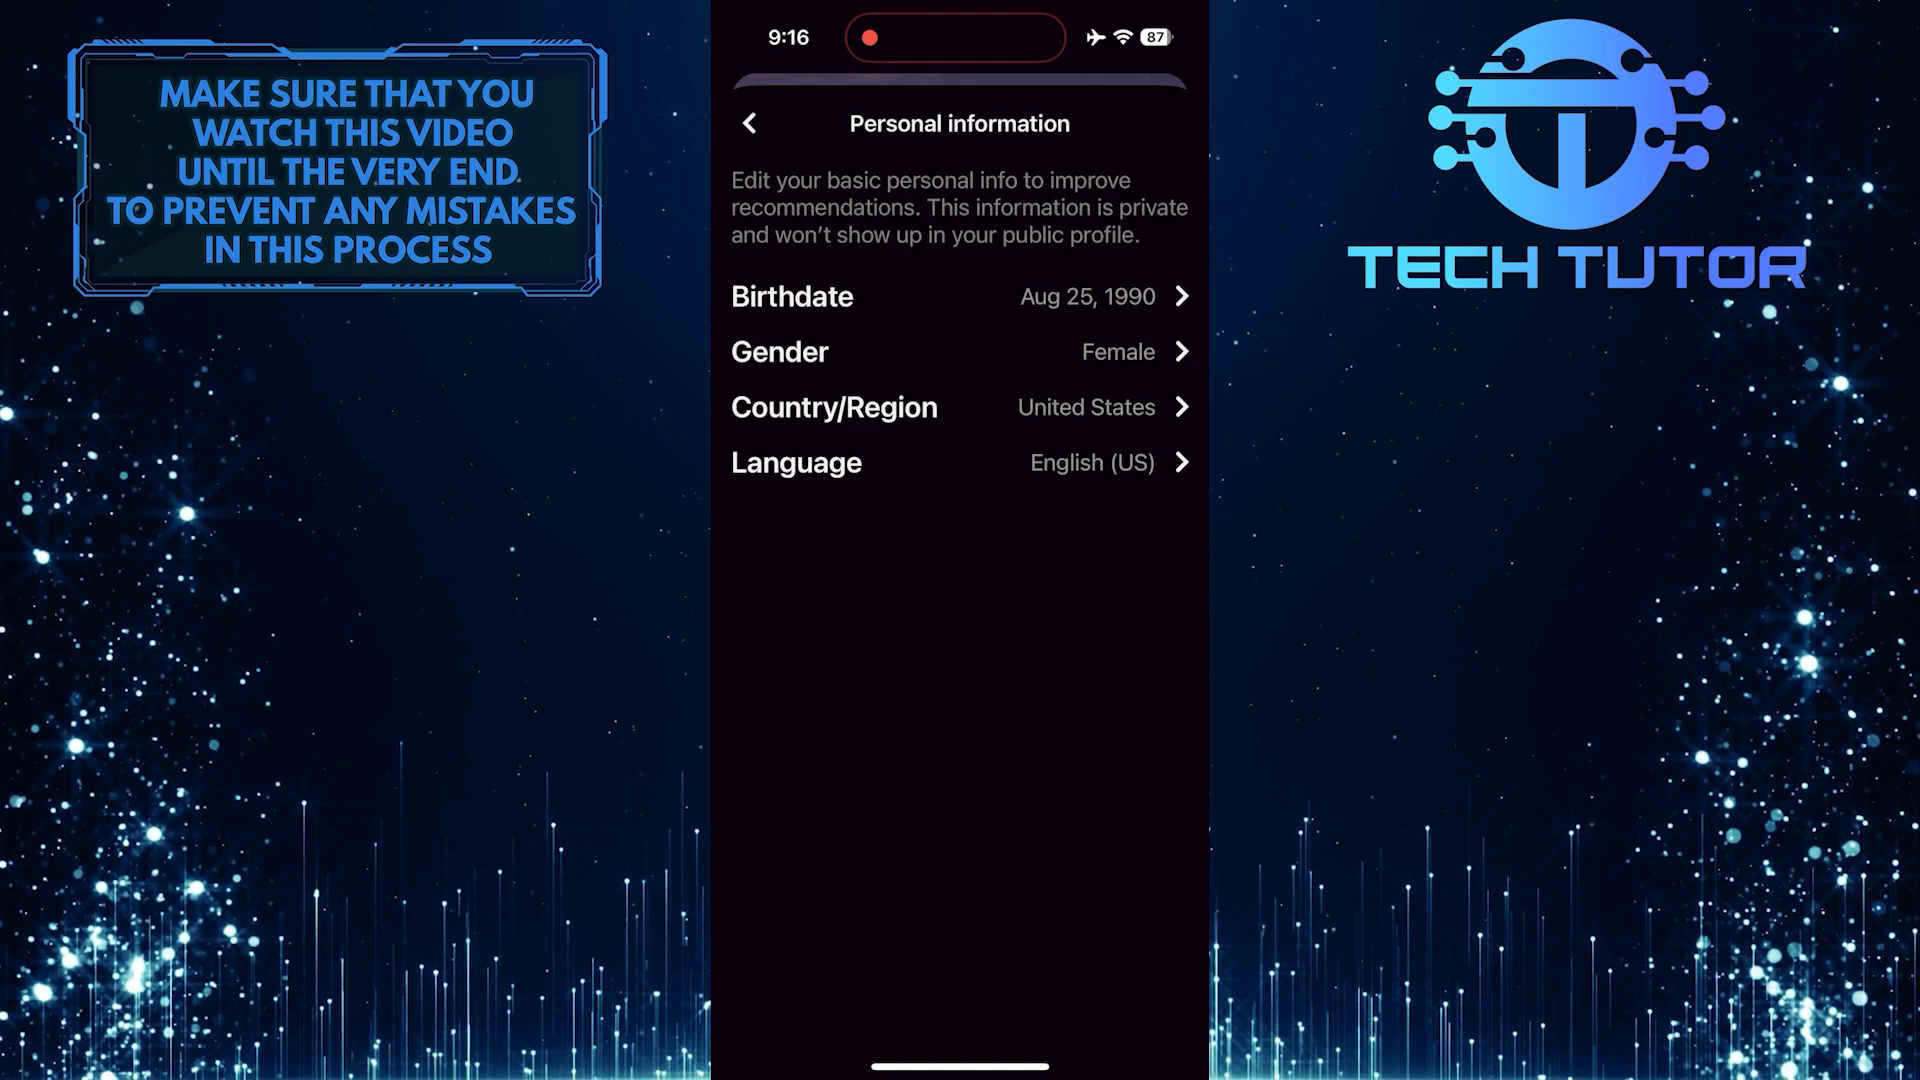 MAKE SURE THAT YOU
WATCH THIS VIDEO
UNTIL THE VERY END
TO PREVENT ANY MISTAKES
IN THIS PROCESS
9:16
87
Personal information
Edit your basic personal info to improve
recommendations. This information is private
and won’t show up in your public profile.
Birthdate Aug 25, 1990
Gender Female
Country/Region United States
Language English (US)
TECH TUTOR